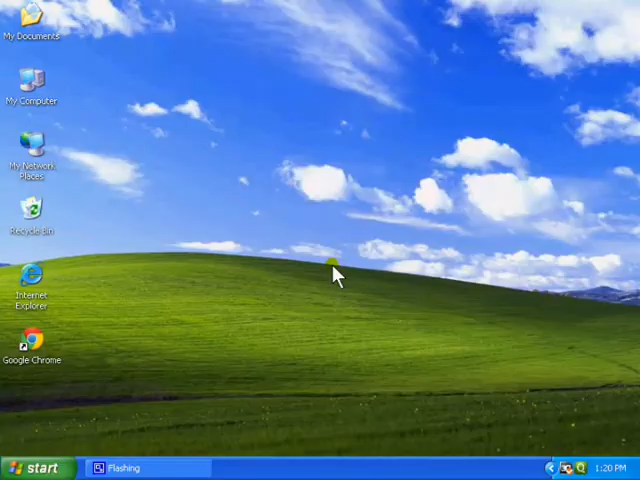 My Documents
My Computer
My Network
Places
Recycle Bin
Internet
Explorer
Google Chrome
start
Flashing
1:20 PM